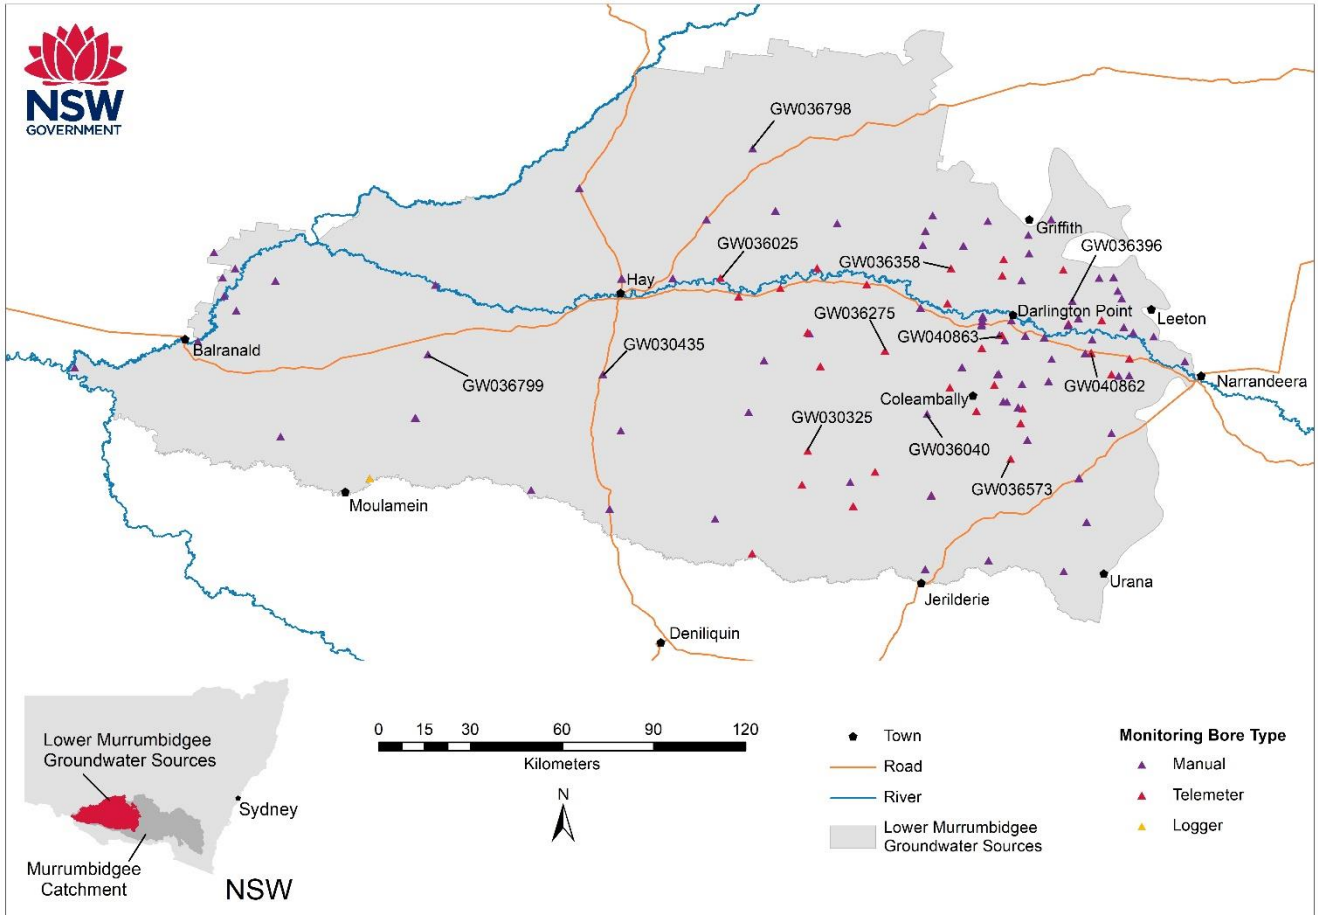 NSW
GOVERNMENT
GW036798
Griffith
GW036396
GW036025
GW036358
Hay
GW036275
Darlington Point
Leeton
GW040863
Balranald
GW030435
GW036799
GW040862
Narrandeera
Coleambally
GW030325
GW036040
GW036573
Moulamein
Urana
Jerilderie
Deniliquin
0 15 30 60 90 120
Kilometers
N
Town
Road
River
Lower Murrumbidgee
Groundwater Sources
Monitoring Bore Type
Manual
Telemeter
Logger
Lower Murrumbidgee
Groundwater Sources
Sydney
Murrumbidgee
Catchment
NSW